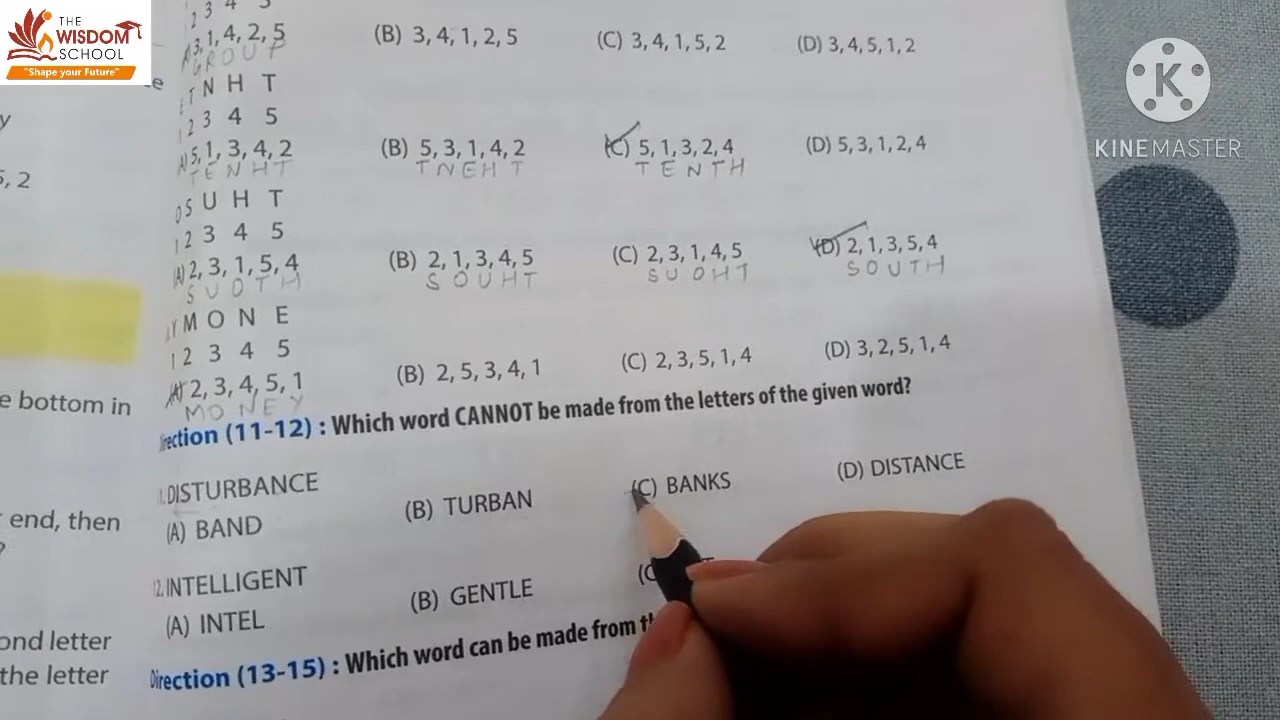 THE
WISDOM
SCHOOL
"Shape your Future"
KINEMASTER
3, 1, 4, 2, 5 (B) 3, 4, 1, 2, 5 (C) 3, 4, 1, 5, 2 (D) 3, 4, 5, 1, 2
GROUP
T N H T
1 2 3 4 5
(A) 5, 1, 3, 4, 2 (B) 5, 3, 1, 4, 2 (C) 5, 1, 3, 2, 4 (D) 5, 3, 1, 2, 4
TENHT TNEHT TENTH
O S U H T
1 2 3 4 5
(A) 2, 3, 1, 5, 4 (B) 2, 1, 3, 4, 5 (C) 2, 3, 1, 4, 5 (D) 2, 1, 3, 5, 4
SUOTH SOUHT SUOHT SOUTH
Y M O N E
1 2 3 4 5
(A) 2, 3, 4, 5, 1 (B) 2, 5, 3, 4, 1 (C) 2, 3, 5, 1, 4 (D) 3, 2, 5, 1, 4
MONEY
e bottom in
end, then
ond letter
the letter
Direction (11-12) : Which word CANNOT be made from the letters of the given word?
1. DISTURBANCE
(A) BAND (B) TURBAN (C) BANKS (D) DISTANCE
2. INTELLIGENT
(A) INTEL (B) GENTLE
Direction (13-15) : Which word can be made from